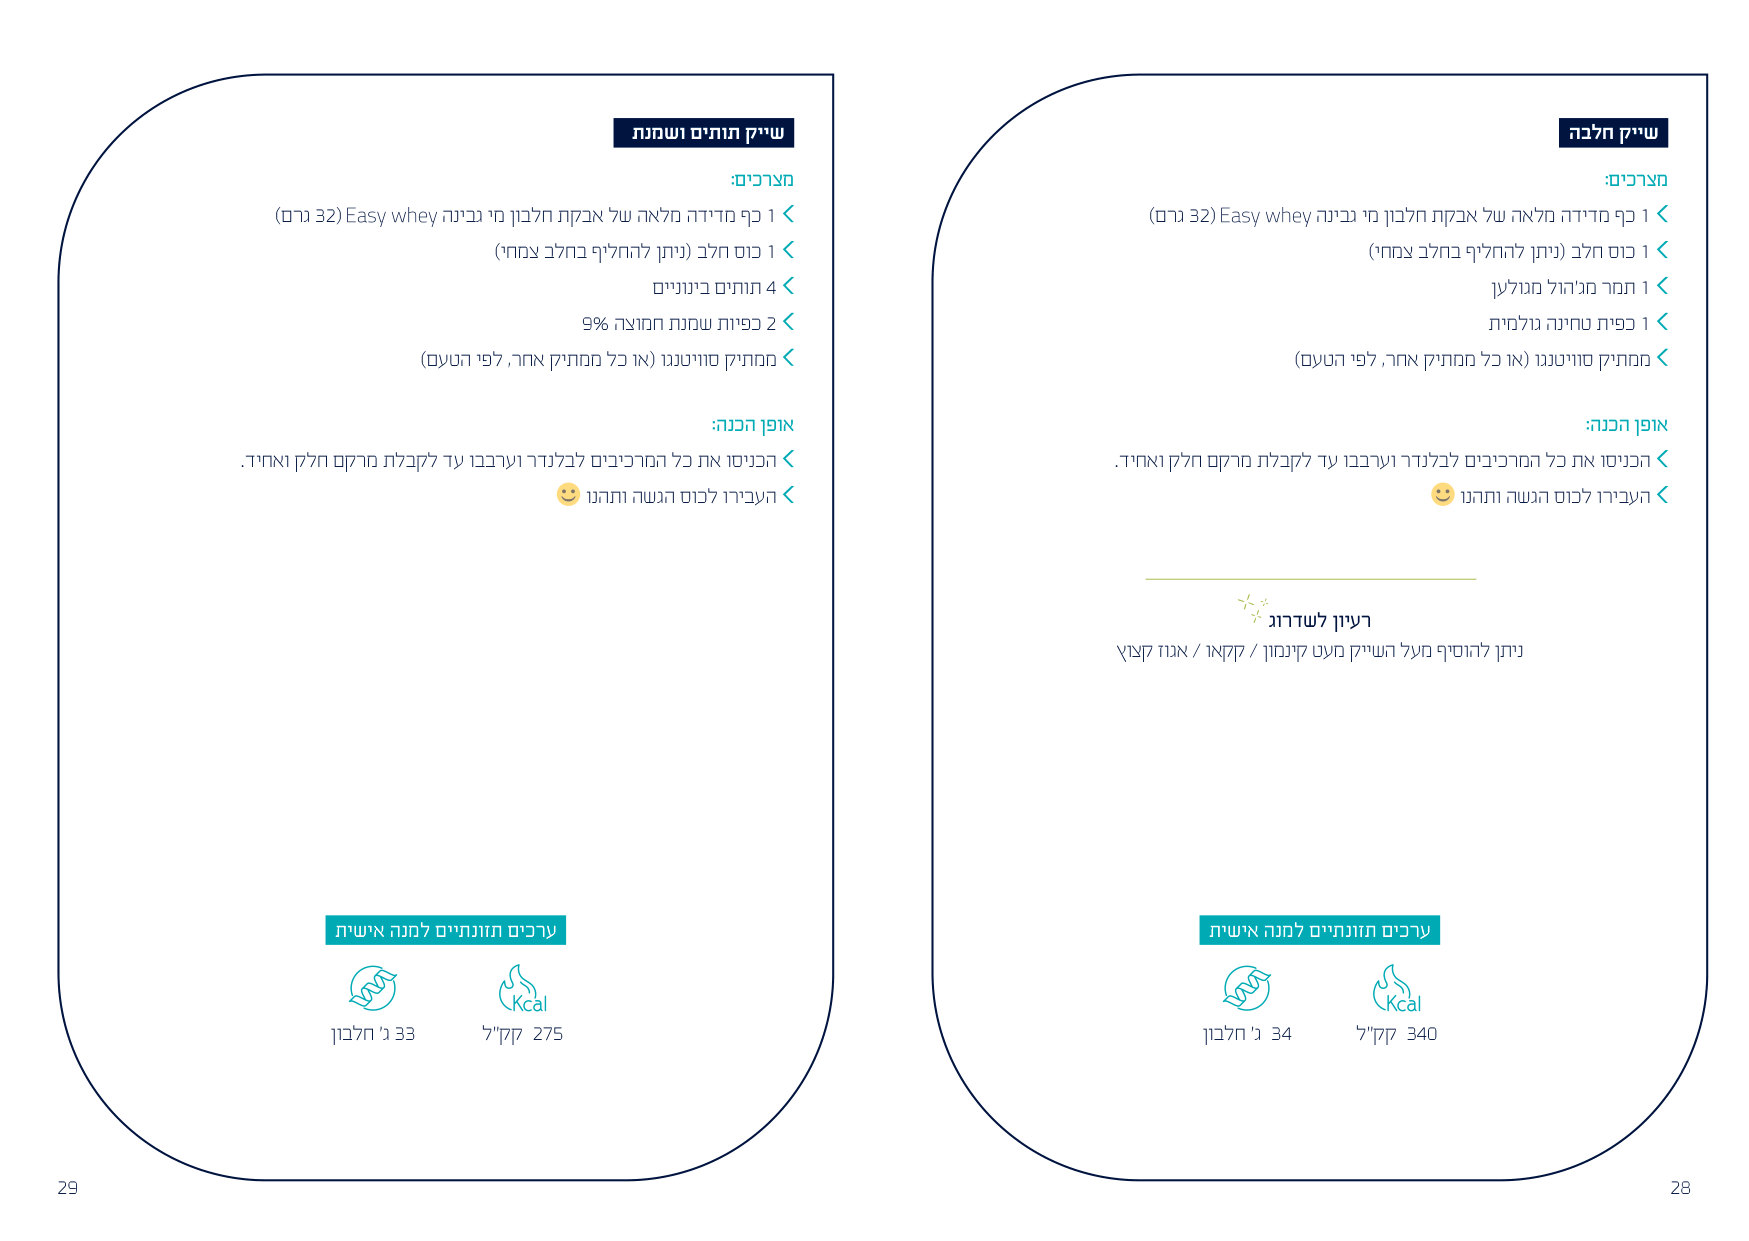 שייק חלבה
מצרכים:
1 כף מדידה מלאה של אבקת חלבון מי גבינה Easy whey (32 גרם)
1 כוס חלב (ניתן להחליף בחלב צמחי)
1 תמר מג'הול מגולען
1 כפית טחינה גולמית
ממתיק סוויטנגו (או כל ממתיק אחר, לפי הטעם)
אופן הכנה:
הכניסו את כל המרכיבים לבלנדר וערבבו עד לקבלת מרקם חלק ואחיד.
העבירו לכוס הגשה ותהנו
רעיון לשדרוג
ניתן להוסיף מעל השייק מעט קינמון / קקאו / אגוז קצוץ
ערכים תזונתיים למנה אישית
Kcal
340 קק"ל
34 ג' חלבון
28
שייק תותים ושמנת
מצרכים:
1 כף מדידה מלאה של אבקת חלבון מי גבינה Easy whey (32 גרם)
1 כוס חלב (ניתן להחליף בחלב צמחי)
4 תותים בינוניים
2 כפיות שמנת חמוצה 9%
ממתיק סוויטנגו (או כל ממתיק אחר, לפי הטעם)
אופן הכנה:
הכניסו את כל המרכיבים לבלנדר וערבבו עד לקבלת מרקם חלק ואחיד.
העבירו לכוס הגשה ותהנו
ערכים תזונתיים למנה אישית
Kcal
275 קק"ל
33 ג' חלבון
29